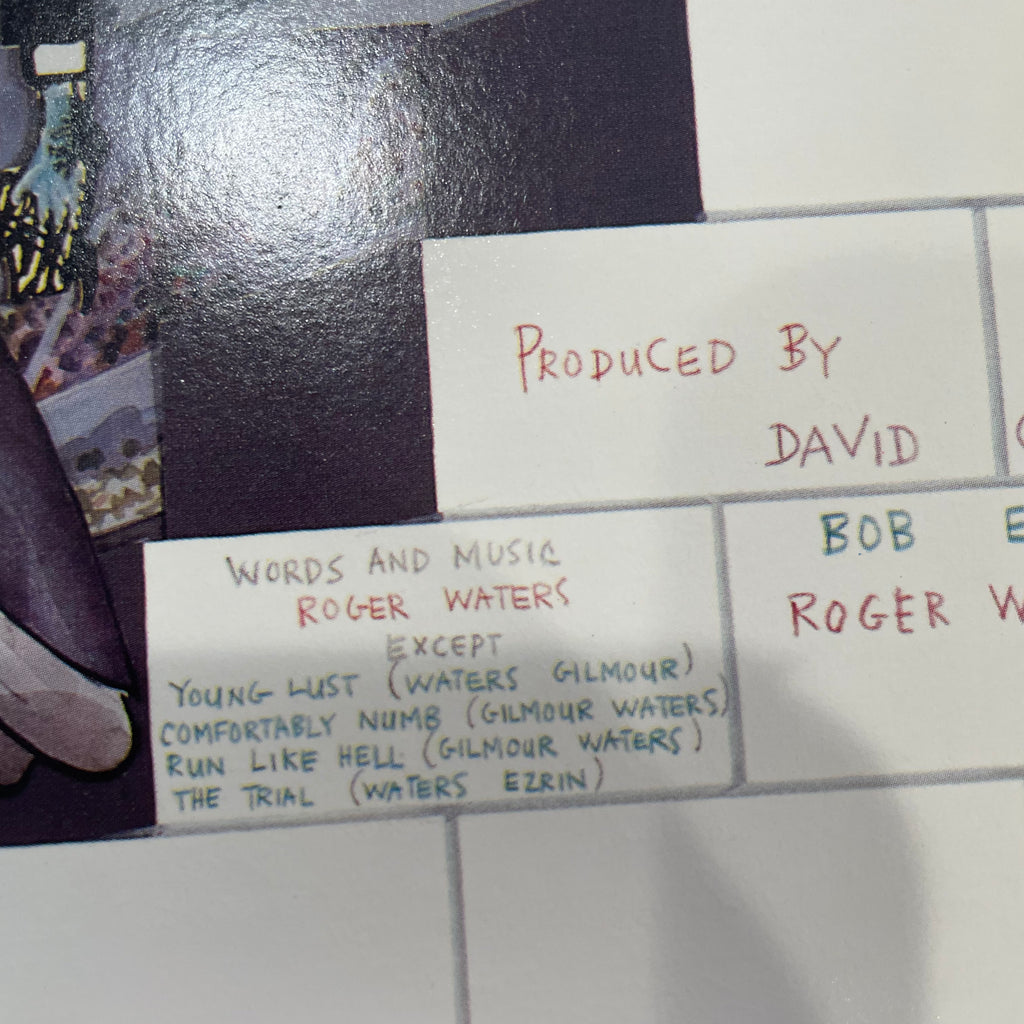 PRODUCED BY
DAVID
BOB E
ROGER W
WORDS AND MUSIC
ROGER WATERS
EXCEPT
YOUNG LUST (WATERS GILMOUR)
COMFORTABLY NUMB (GILMOUR WATERS)
RUN LIKE HELL (GILMOUR WATERS)
THE TRIAL (WATERS EZRIN)